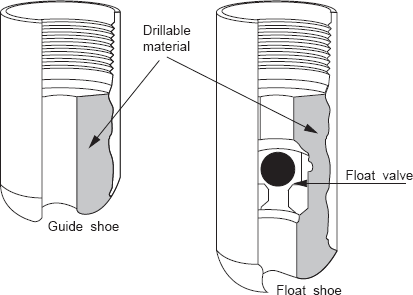 Drillable
material
Float valve
Guide shoe
Float shoe